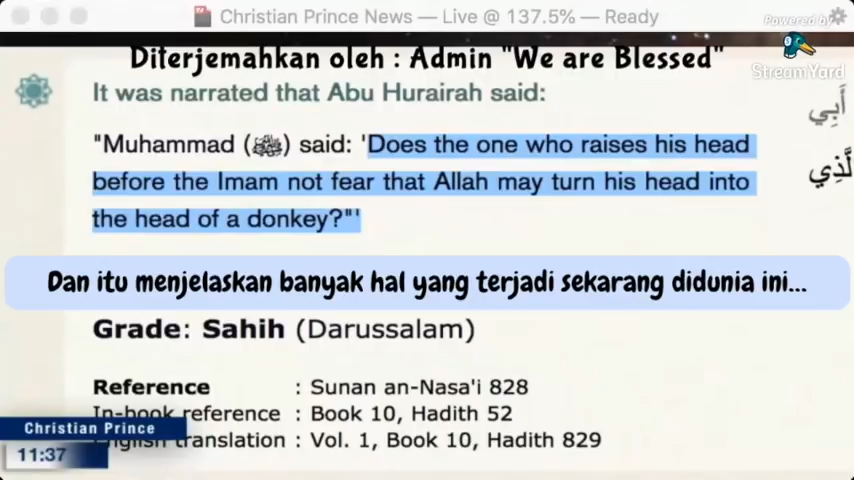 Christian Prince News — Live @ 137.5% — Ready
Powered by
StreamYard
Diterjemahkan oleh : Admin "We are Blessed"
It was narrated that Abu Hurairah said:
أَبِي
"Muhammad (ﷺ) said: 'Does the one who raises his head
لَّذِي
before the Imam not fear that Allah may turn his head into
the head of a donkey?"'
Dan itu menjelaskan banyak hal yang terjadi sekarang didunia ini...
Grade: Sahih (Darussalam)
Reference : Sunan an-Nasa'i 828
In-book reference : Book 10, Hadith 52
English translation : Vol. 1, Book 10, Hadith 829
Christian Prince
11:37